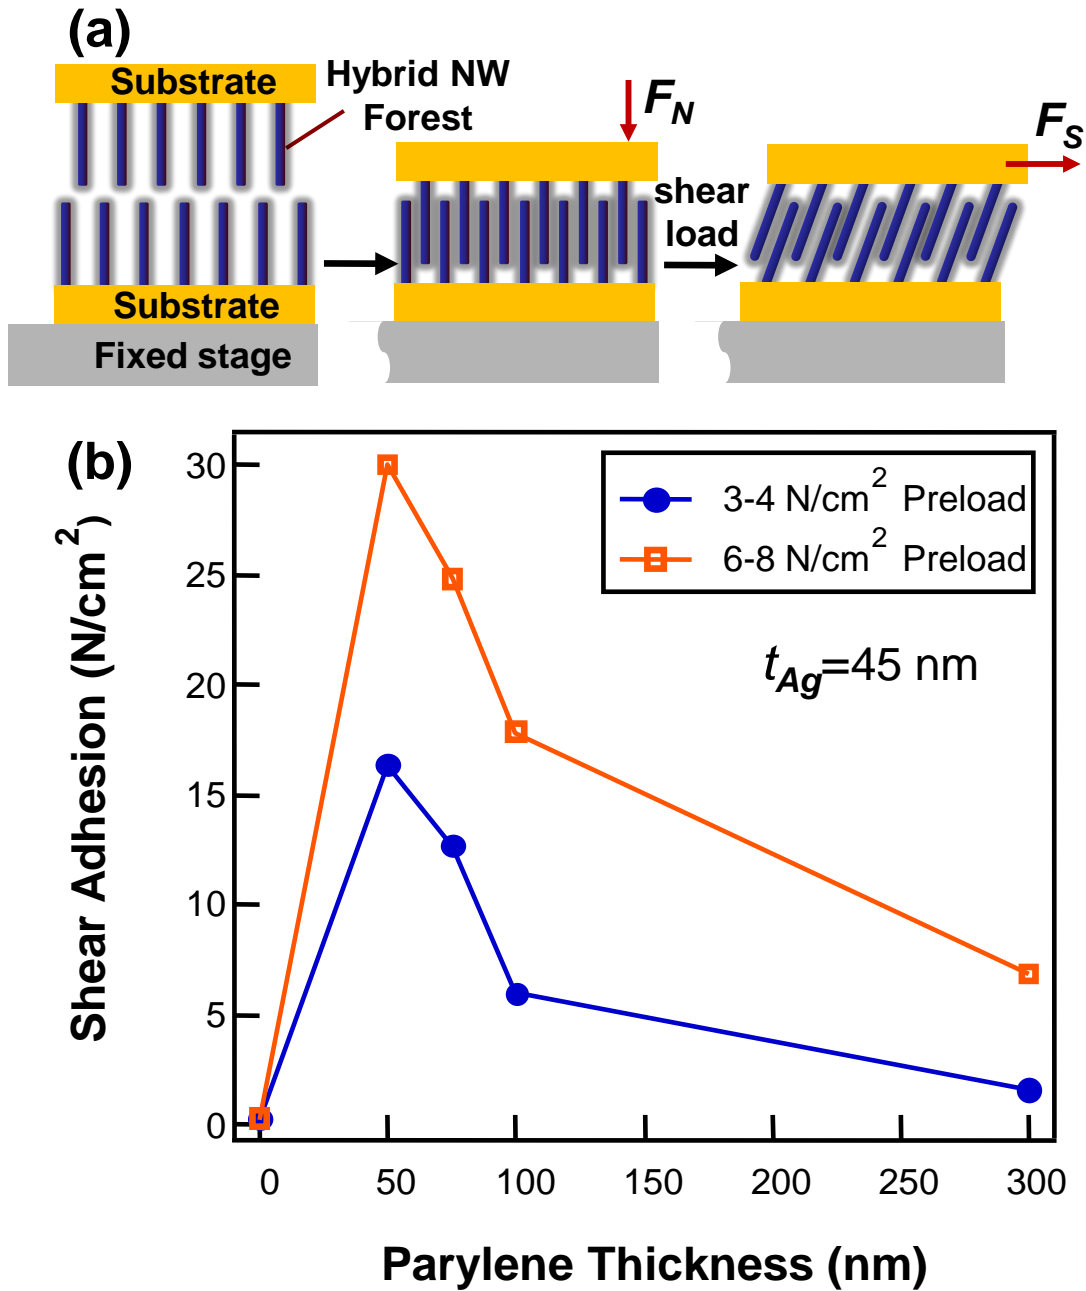 (a)
Substrate
Hybrid NW
Forest
F_N
F_S
shear
load
Substrate
Fixed stage
(b)
Shear Adhesion (N/cm²)
30
25
20
15
10
5
0
3-4 N/cm² Preload
6-8 N/cm² Preload
t_Ag=45 nm
0 50 100 150 200 250 300
Parylene Thickness (nm)